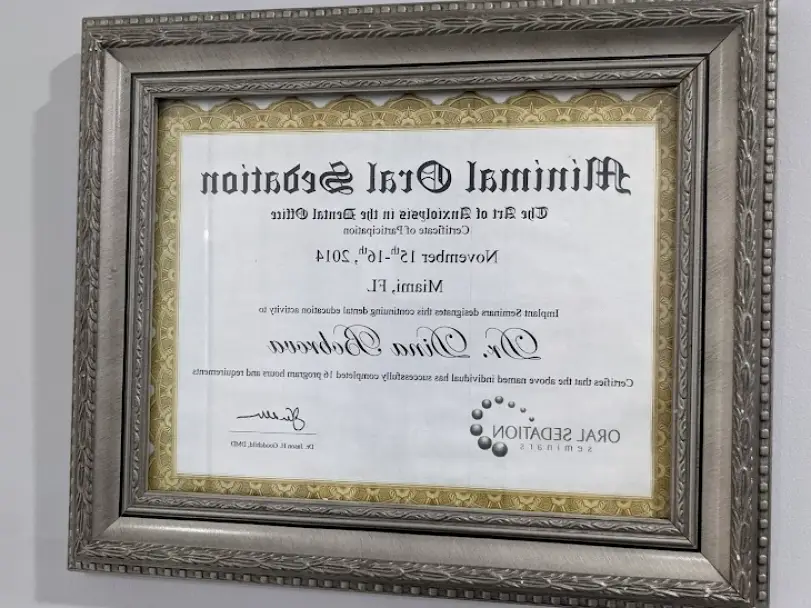 Minimal Oral Sedation
The Art of Anxiolysis in the Dental Office
Certificate of Participation
November 15th-16th, 2014
Miami, FL
Implant Seminars designates this continuing dental education activity to
Dr. Dina Bobrova
Certifies that the above named individual has successfully completed 16 program hours and requirements
ORAL SEDATION
seminars
Dr. Jason H. Goodchild, DMD